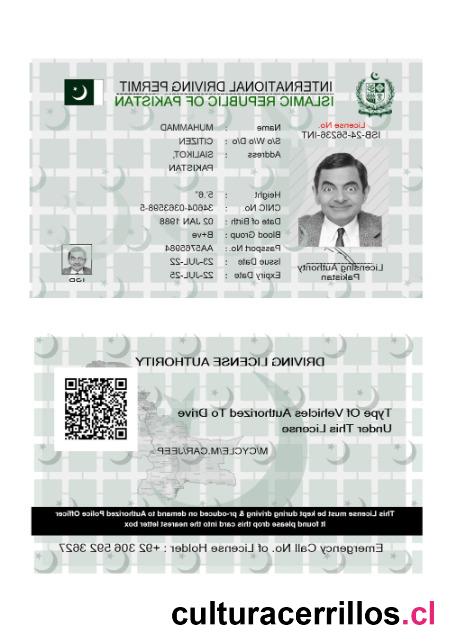 INTERNATIONAL DRIVING PERMIT
ISLAMIC REPUBLIC OF PAKISTAN
License No.
ISB-24-56236-INT
Name : MUHAMMAD
S/o W/o D/o : CITIZEN
Address : SIALKOT,
PAKISTAN
Height : 5'.6"
CNIC No : 34604-0363598-5
Date of Birth : 02 JAN 1988
Blood Group : B+ve
Passport No. : AA5765984
Issue Date : 23-JUL-22
Expiry Date : 22-JUL-25
Licensing Authority
Pakistan
IDP
DRIVING LICENSE AUTHORITY
Type Of Vehicles Authorized To Drive
Under This License
M/CYCLE/M.CAR/JEEP
This License must be kept during driving & produced on demand to Authorized Police Officer
It found please drop this card into the nearest letter box
Emergency Call No. of License Holder : +92 306 592 3627
culturacerrillos.cl